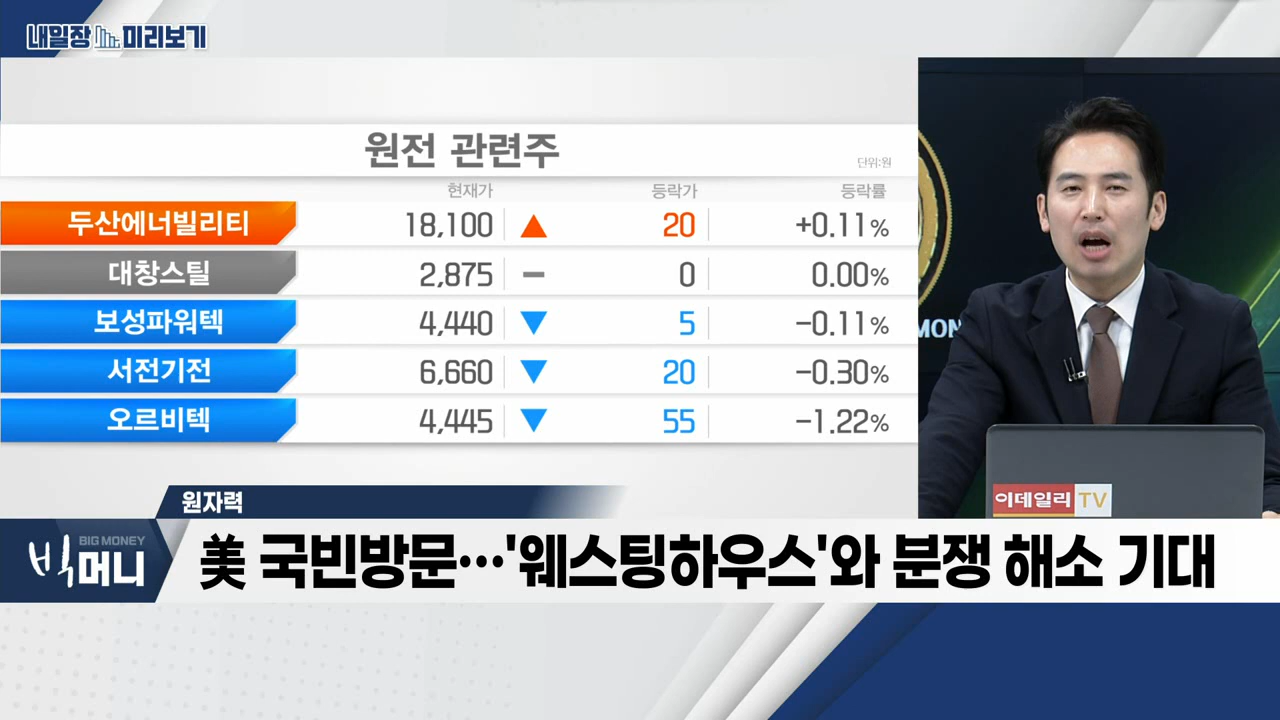 내일장 미리보기
원전 관련주
단위:원
현재가 등락가 등락률
두산에너빌리티 18,100 ▲ 20 +0.11%
대창스틸 2,875 - 0 0.00%
보성파워텍 4,440 ▼ 5 -0.11%
서전기전 6,660 ▼ 20 -0.30%
오르비텍 4,445 ▼ 55 -1.22%
MON
이데일리 TV
원자력
BIG MONEY
빅머니
美 국빈방문…'웨스팅하우스'와 분쟁 해소 기대